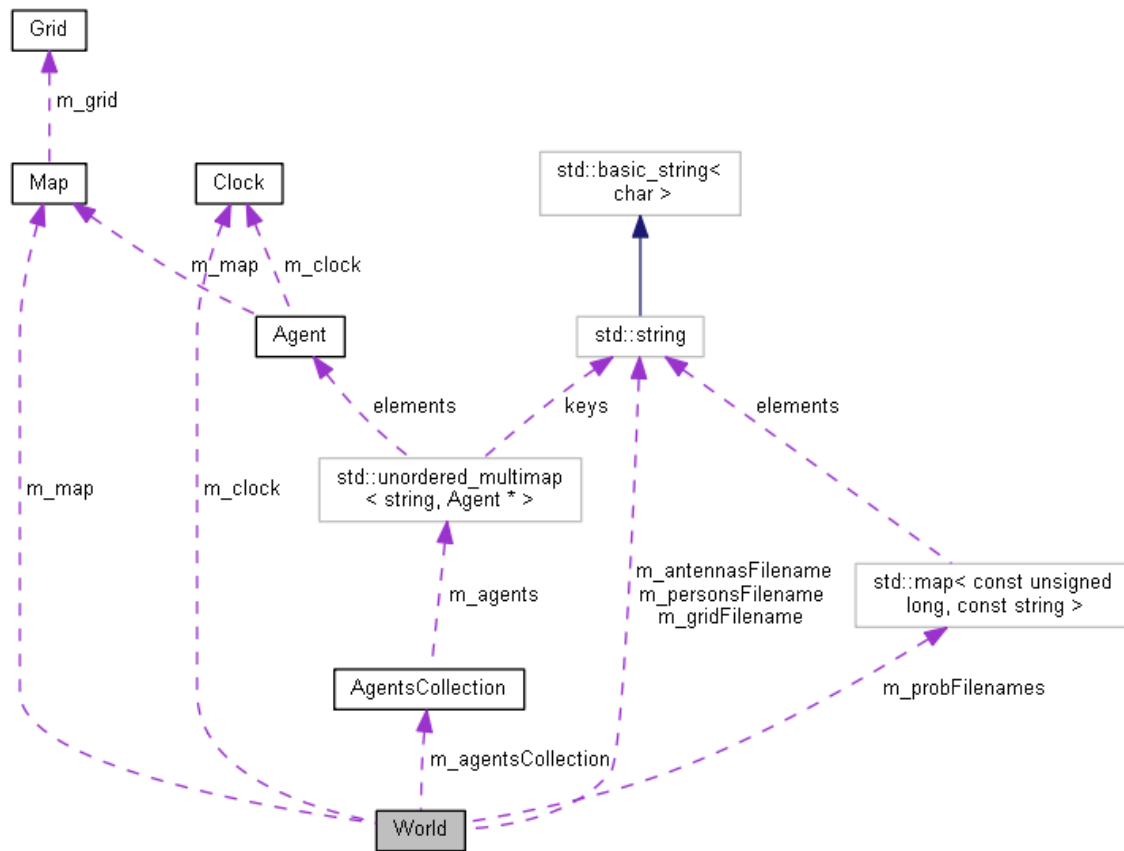 Grid
m_grid
Map
Clock
std::basic_string<
char >
m_map
m_clock
Agent
std::string
elements
keys
elements
m_map
m_clock
std::unordered_multimap
< string, Agent * >
m_antennasFilename
m_personsFilename
m_gridFilename
std::map< const unsigned
long, const string >
m_agents
AgentsCollection
m_probFilenames
m_agentsCollection
World